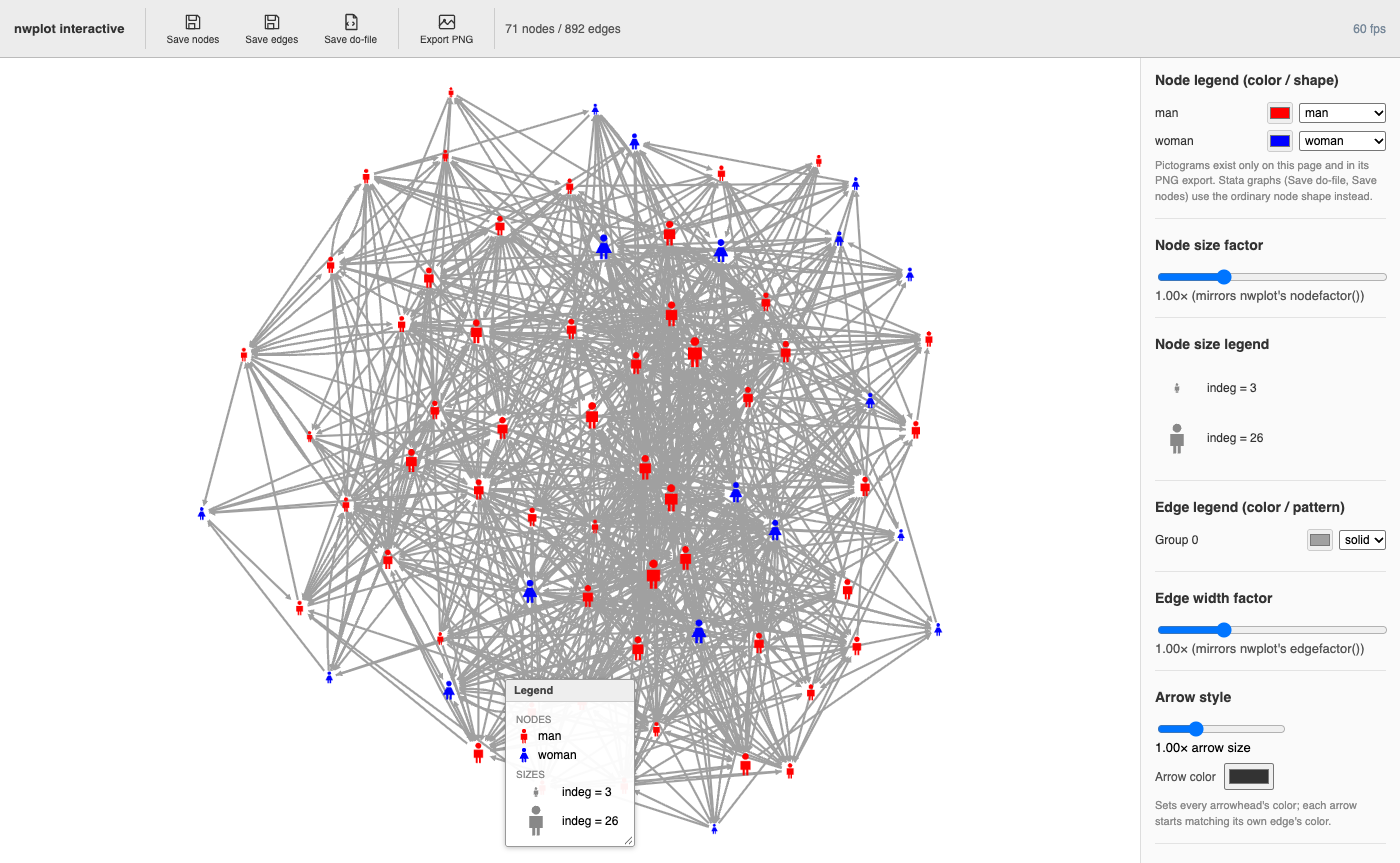 nwplot interactive
Save nodes
Save edges
Save do-file
Export PNG
71 nodes / 892 edges
60 fps
Node legend (color / shape)
man
man
woman
woman
Pictograms exist only on this page and in its
PNG export. Stata graphs (Save do-file, Save
nodes) use the ordinary node shape instead.
Node size factor
1.00× (mirrors nwplot's nodefactor())
Node size legend
indeg = 3
indeg = 26
Edge legend (color / pattern)
Group 0
solid
Edge width factor
1.00× (mirrors nwplot's edgefactor())
Arrow style
1.00× arrow size
Arrow color
Sets every arrowhead's color; each arrow
starts matching its own edge's color.
Legend
NODES
man
woman
SIZES
indeg = 3
indeg = 26